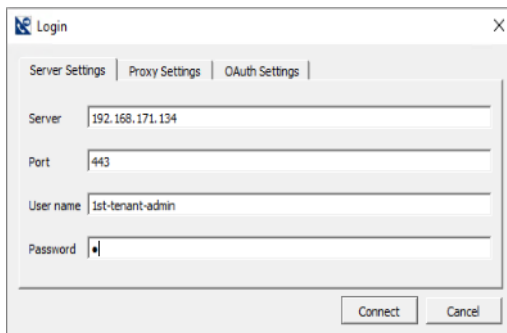 Login
Server Settings Proxy Settings OAuth Settings
Server 192.168.171.134
Port 443
User name 1st-tenant-admin
Password •
Connect Cancel